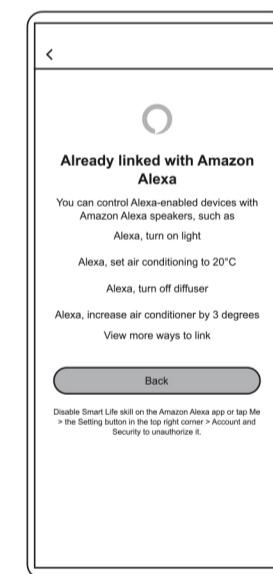 Already linked with Amazon
Alexa
You can control Alexa-enabled devices with
Amazon Alexa speakers, such as
Alexa, turn on light
Alexa, set air conditioning to 20°C
Alexa, turn off diffuser
Alexa, increase air conditioner by 3 degrees
View more ways to link
Back
Disable Smart Life skill on the Amazon Alexa app or tap Me
> the Setting button in the top right corner > Account and
Security to unauthorize it.